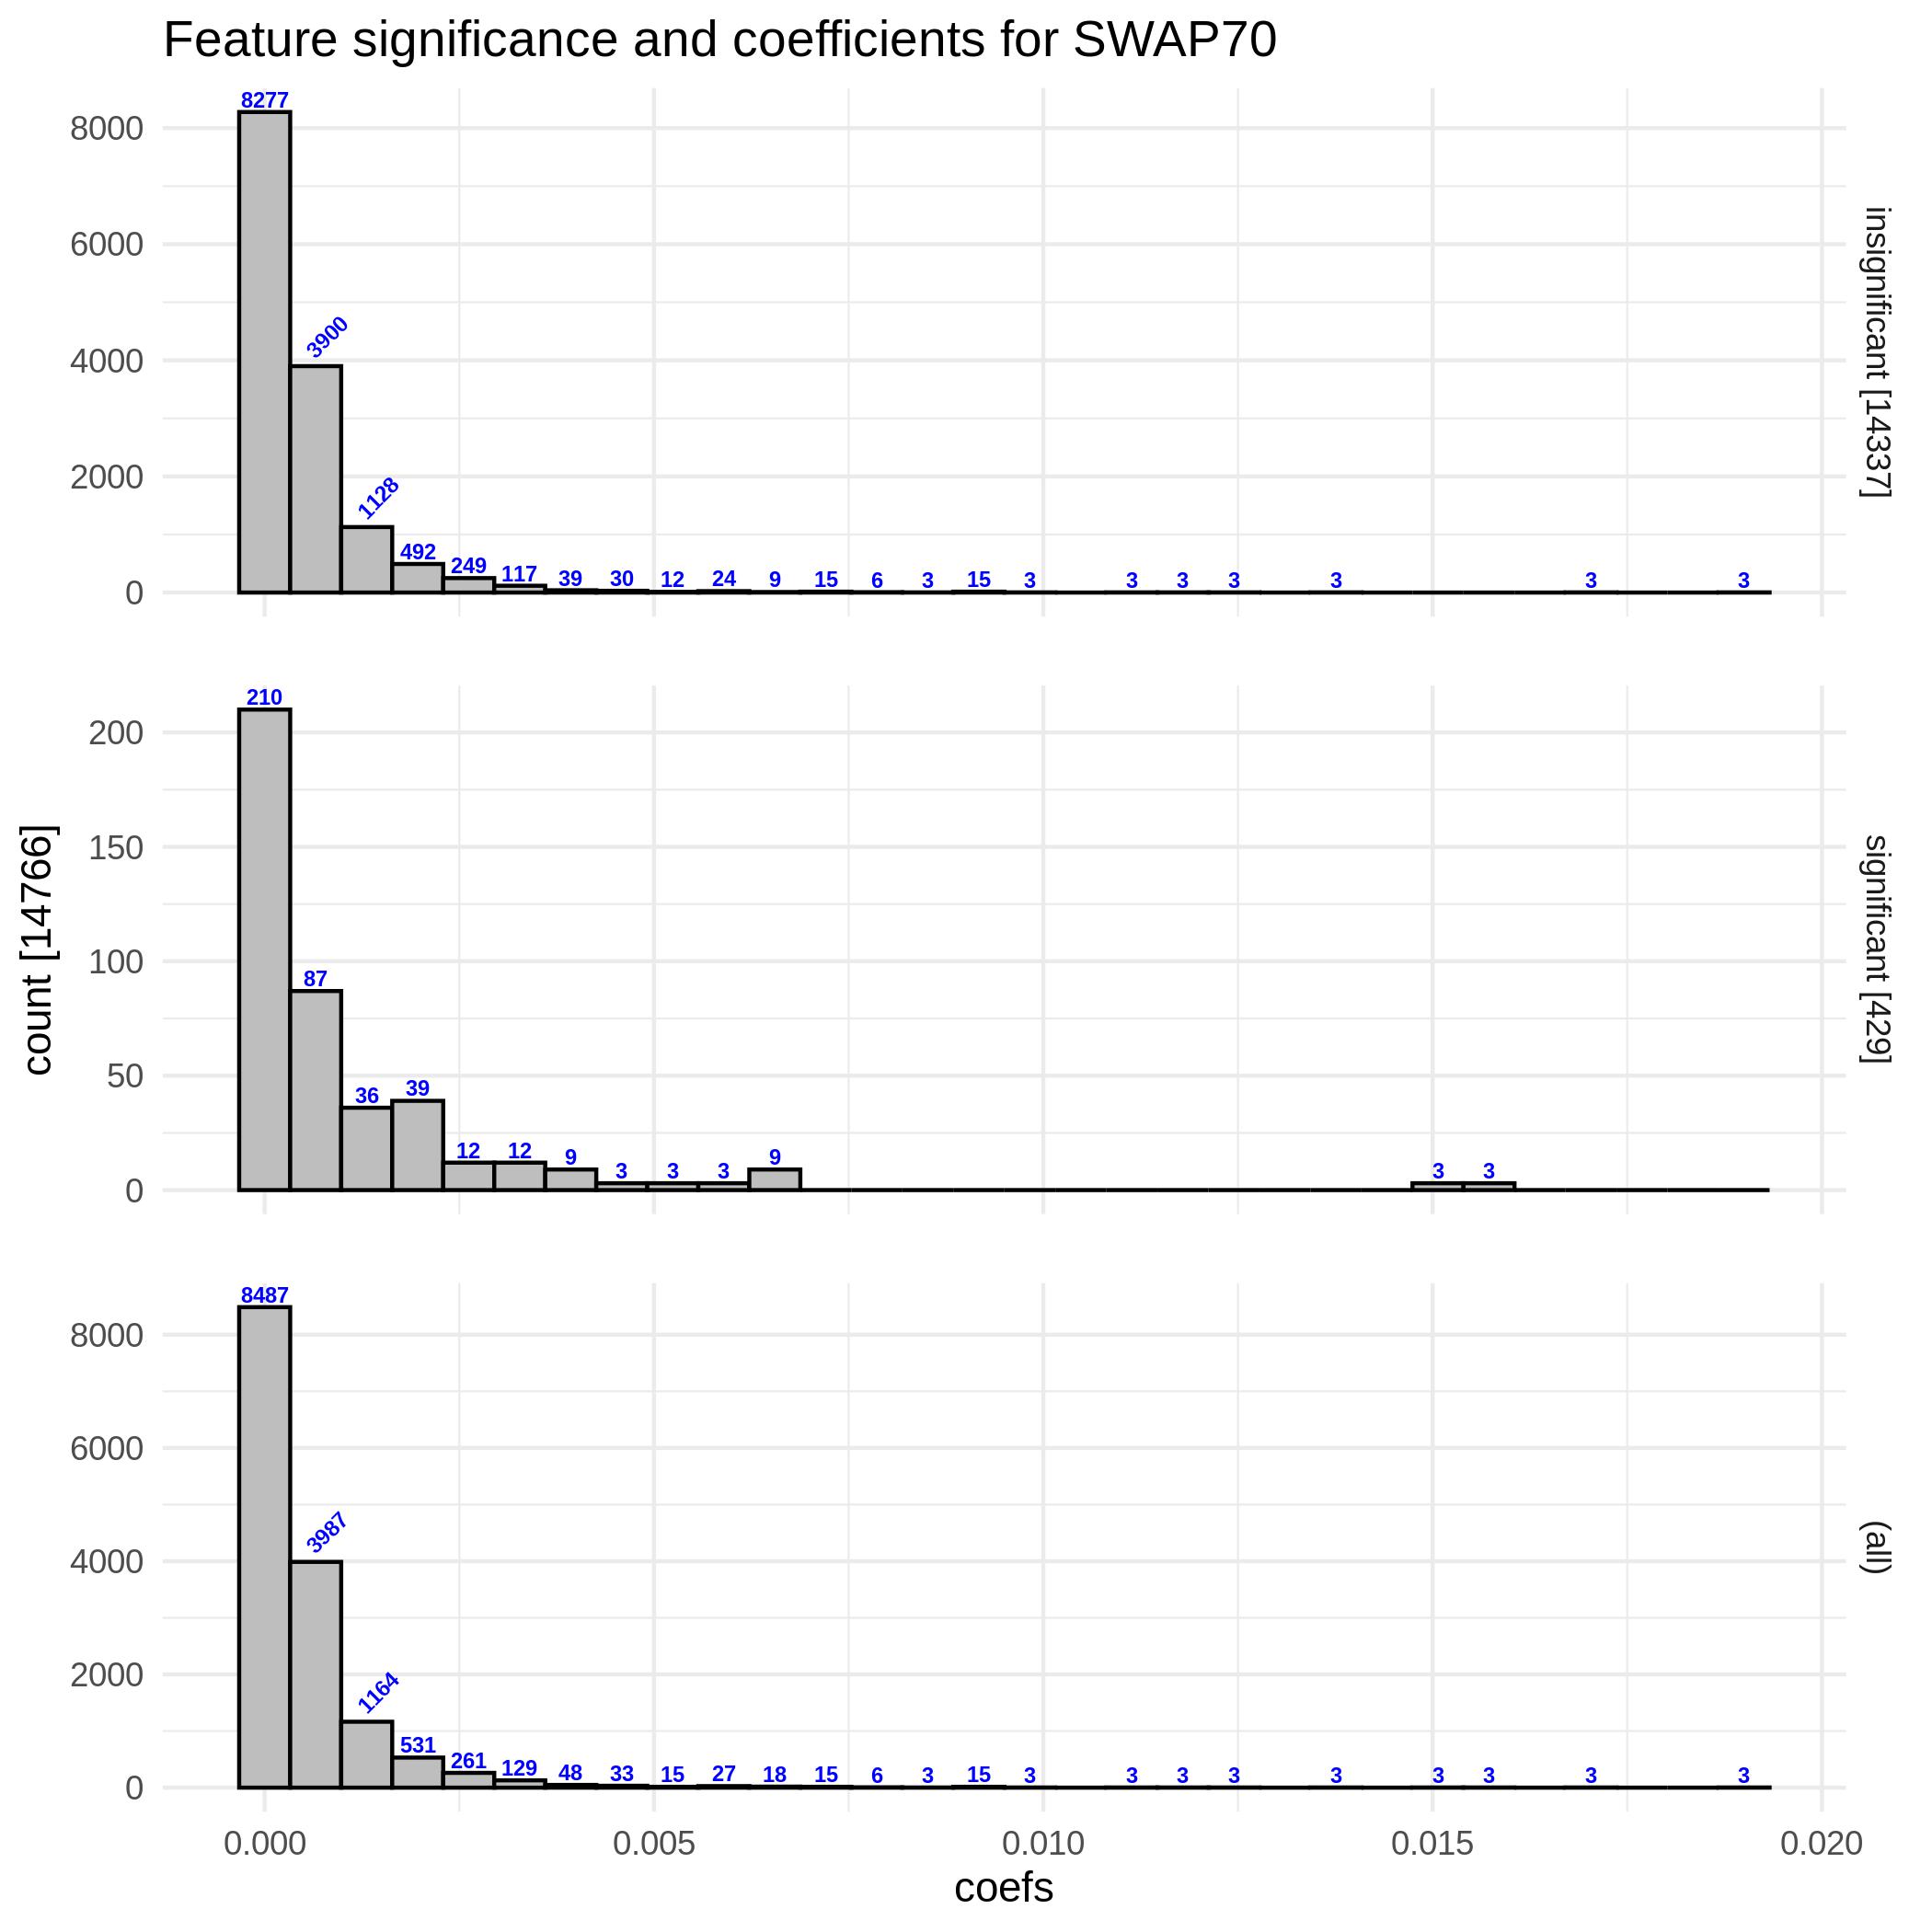 Feature significance and coefficients for SWAP70
8277
8000
6000
3900
4000
1128
2000
492 249 117 39 30 12 24 9 15 6 3 15 3 3 3 3 3 3 3
0
insignificant [14337]
210
200
150
87
100
50
36 39 12 12 9 3 3 3 9 3 3
0
significant [429]
count [14766]
8487
8000
6000
3987
4000
1164
2000
531 261 129 48 33 15 27 18 15 6 3 15 3 3 3 3 3 3 3 3 3
0
(all)
0.000 0.005 0.010 0.015 0.020
coefs